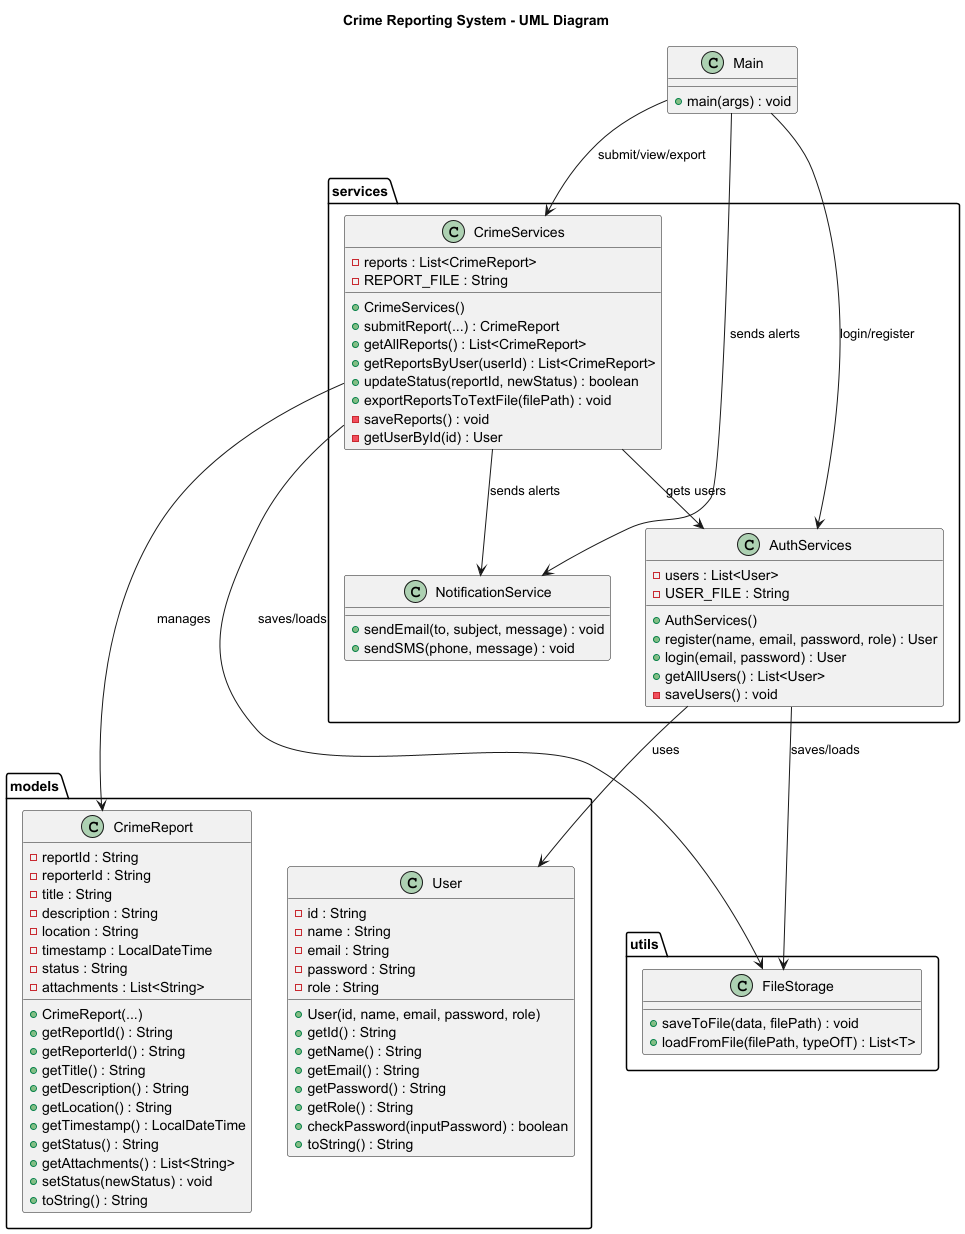 Crime Reporting System - UML Diagram
C Main
main(args) : void
submit/view/export
sends alerts
login/register
services
C CrimeServices
reports : List<CrimeReport>
REPORT_FILE : String
CrimeServices()
submitReport(...) : CrimeReport
getAllReports() : List<CrimeReport>
getReportsByUser(userId) : List<CrimeReport>
updateStatus(reportId, newStatus) : boolean
exportReportsToTextFile(filePath) : void
saveReports() : void
getUserById(id) : User
sends alerts
gets users
C NotificationService
sendEmail(to, subject, message) : void
sendSMS(phone, message) : void
C AuthServices
users : List<User>
USER_FILE : String
AuthServices()
register(name, email, password, role) : User
login(email, password) : User
getAllUsers() : List<User>
saveUsers() : void
manages
saves/loads
uses
saves/loads
models
C CrimeReport
reportId : String
reporterId : String
title : String
description : String
location : String
timestamp : LocalDateTime
status : String
attachments : List<String>
CrimeReport(...)
getReportId() : String
getReporterId() : String
getTitle() : String
getDescription() : String
getLocation() : String
getTimestamp() : LocalDateTime
getStatus() : String
getAttachments() : List<String>
setStatus(newStatus) : void
toString() : String
C User
id : String
name : String
email : String
password : String
role : String
User(id, name, email, password, role)
getId() : String
getName() : String
getEmail() : String
getPassword() : String
getRole() : String
checkPassword(inputPassword) : boolean
toString() : String
utils
C FileStorage
saveToFile(data, filePath) : void
loadFromFile(filePath, typeOfT) : List<T>